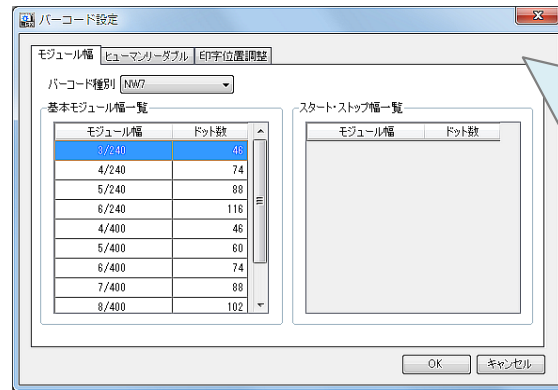 バーコード設定
モジュール幅 ヒューマンリーダブル 印字位置調整
バーコード種別 NW7
基本モジュール幅一覧
モジュール幅 ドット数
3/240 46
4/240 74
5/240 88
6/240 116
4/400 46
5/400 60
6/400 74
7/400 88
8/400 102
スタート・ストップ幅一覧
モジュール幅 ドット数
OK キャンセル